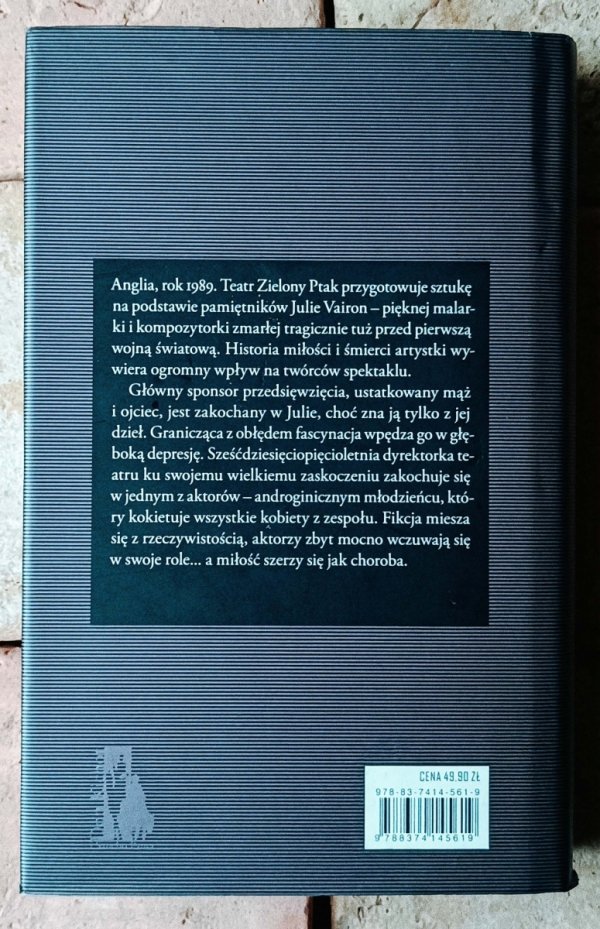 Anglia, rok 1989. Teatr Zielony Ptak przygotowuje sztukę
na podstawie pamiętników Julie Vairon – pięknej malar-
ki i kompozytorki zmarłej tragicznie tuż przed pierwszą
wojną światową. Historia miłości i śmierci artystki wy-
wiera ogromny wpływ na twórców spektaklu.
Główny sponsor przedsięwzięcia, ustatkowany mąż
i ojciec, jest zakochany w Julie, choć zna ją tylko z jej
dzieł. Granicząca z obłędem fascynacja wpędza go w głę-
boką depresję. Sześćdziesięciopięcioletnia dyrektorka te-
atru ku swojemu wielkiemu zaskoczeniu zakochuje się
w jednym z aktorów – androginicznym młodzieńcu, któ-
ry kokietuje wszystkie kobiety z zespołu. Fikcja miesza
się z rzeczywistością, aktorzy zbyt mocno wczuwają się
w swoje role... a miłość szerzy się jak choroba.
CENA 49,90 ZŁ
978-83-7414-561-9
9788374145619